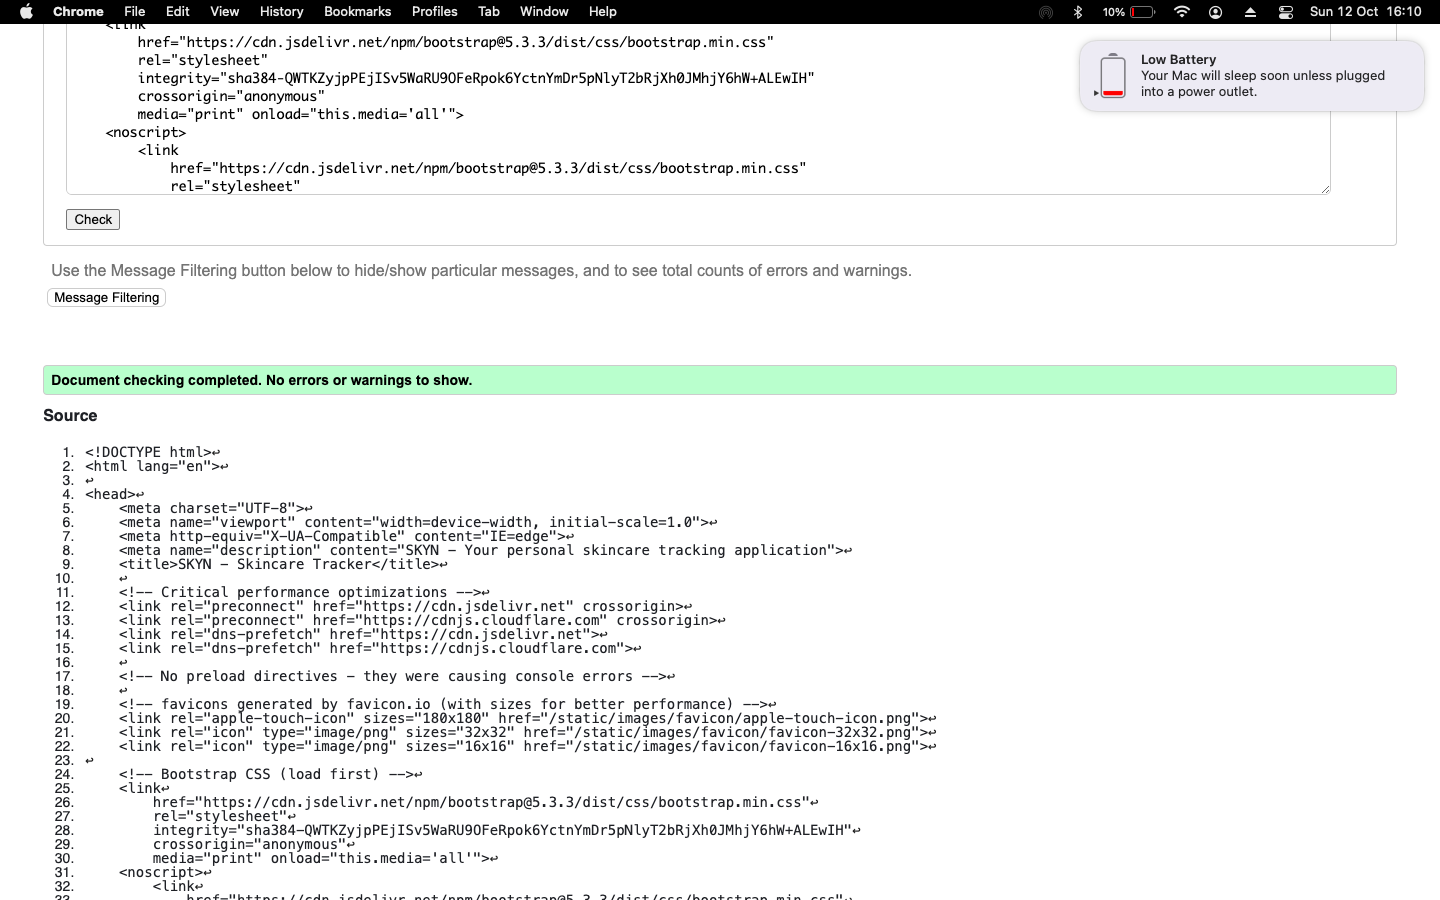 Chrome File Edit View History Bookmarks Profiles Tab Window Help 10% Sun 12 Oct 16:10
<link
href="https://cdn.jsdelivr.net/npm/bootstrap@5.3.3/dist/css/bootstrap.min.css"
rel="stylesheet"
integrity="sha384-QWTKZyjpPEjISv5WaRU9OFeRpok6YctnYmDr5pNlyT2bRjXh0JMhjY6hW+ALEwIH"
crossorigin="anonymous"
media="print" onload="this.media='all'">
<noscript>
<link
href="https://cdn.jsdelivr.net/npm/bootstrap@5.3.3/dist/css/bootstrap.min.css"
rel="stylesheet"
Low Battery
Your Mac will sleep soon unless plugged
into a power outlet.
Check
Use the Message Filtering button below to hide/show particular messages, and to see total counts of errors and warnings.
Message Filtering
Document checking completed. No errors or warnings to show.
Source
1. <!DOCTYPE html>↩
2. <html lang="en">↩
3. ↩
4. <head>↩
5. <meta charset="UTF-8">↩
6. <meta name="viewport" content="width=device-width, initial-scale=1.0">↩
7. <meta http-equiv="X-UA-Compatible" content="IE=edge">↩
8. <meta name="description" content="SKYN - Your personal skincare tracking application">↩
9. <title>SKYN - Skincare Tracker</title>↩
10. ↩
11. <!-- Critical performance optimizations -->↩
12. <link rel="preconnect" href="https://cdn.jsdelivr.net" crossorigin>↩
13. <link rel="preconnect" href="https://cdnjs.cloudflare.com" crossorigin>↩
14. <link rel="dns-prefetch" href="https://cdn.jsdelivr.net">↩
15. <link rel="dns-prefetch" href="https://cdnjs.cloudflare.com">↩
16. ↩
17. <!-- No preload directives - they were causing console errors -->↩
18. ↩
19. <!-- favicons generated by favicon.io (with sizes for better performance) -->↩
20. <link rel="apple-touch-icon" sizes="180x180" href="/static/images/favicon/apple-touch-icon.png">↩
21. <link rel="icon" type="image/png" sizes="32x32" href="/static/images/favicon/favicon-32x32.png">↩
22. <link rel="icon" type="image/png" sizes="16x16" href="/static/images/favicon/favicon-16x16.png">↩
23. ↩
24. <!-- Bootstrap CSS (load first) -->↩
25. <link↩
26. href="https://cdn.jsdelivr.net/npm/bootstrap@5.3.3/dist/css/bootstrap.min.css"↩
27. rel="stylesheet"↩
28. integrity="sha384-QWTKZyjpPEjISv5WaRU9OFeRpok6YctnYmDr5pNlyT2bRjXh0JMhjY6hW+ALEwIH"↩
29. crossorigin="anonymous"↩
30. media="print" onload="this.media='all'">↩
31. <noscript>↩
32. <link↩
33. href="https://cdn.jsdelivr.net/npm/bootstrap@5.3.3/dist/css/bootstrap.min.css"↩